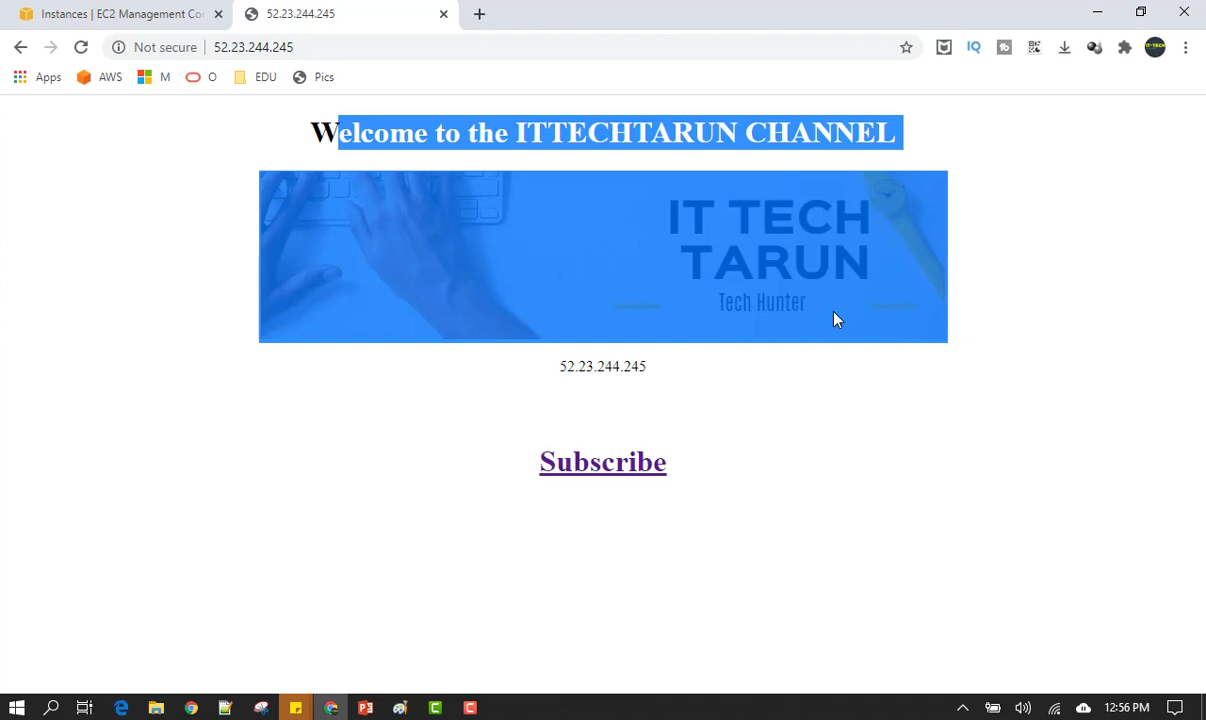 Instances | EC2 Management Co
52.23.244.245
Not secure
52.23.244.245
Apps
AWS
M
O
EDU
Pics
Welcome to the ITTECHTARUN CHANNEL
IT TECH
TARUN
Tech Hunter
52.23.244.245
Subscribe
12:56 PM